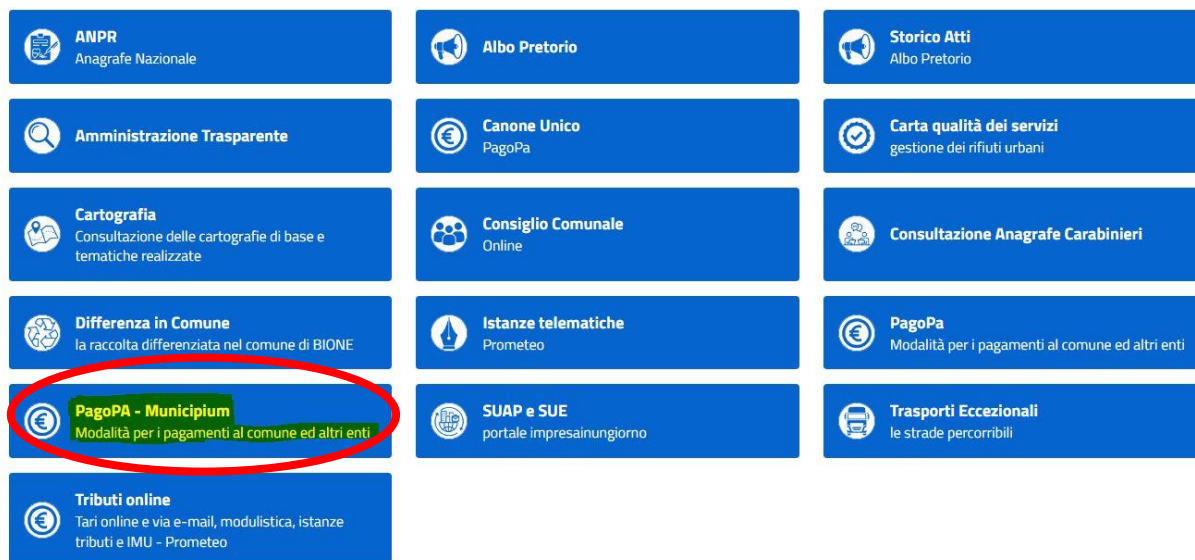 ANPR
Anagrafe Nazionale
Albo Pretorio
Storico Atti
Albo Pretorio
Amministrazione Trasparente
Canone Unico
PagoPa
Carta qualità dei servizi
gestione dei rifiuti urbani
Cartografia
Consultazione delle cartografie di base e
tematiche realizzate
Consiglio Comunale
Online
Consultazione Anagrafe Carabinieri
Differenza in Comune
la raccolta differenziata nel comune di BIONE
Istanze telematiche
Prometeo
PagoPa
Modalità per i pagamenti al comune ed altri enti
PagoPA - Municipium
Modalità per i pagamenti al comune ed altri enti
SUAP e SUE
portale impresainungiorno
Trasporti Eccezionali
le strade percorribili
Tributi online
Tari online e via e-mail, modulistica, istanze
tributi e IMU - Prometeo